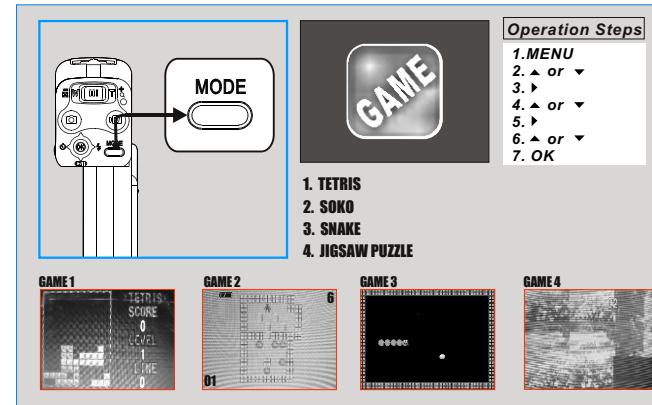 Operation Steps
1.MENU
2. ▲ or ▼
3. ▶
4. ▲ or ▼
5. ▶
6. ▲ or ▼
7. OK
MODE
GAME
T
MODE
OK
1. TETRIS
2. SOKO
3. SNAKE
4. JIGSAW PUZZLE
GAME 1
GAME 2
GAME 3
GAME 4
TETRIS
SCORE
0
LEVEL
1
LINE
0
6
01